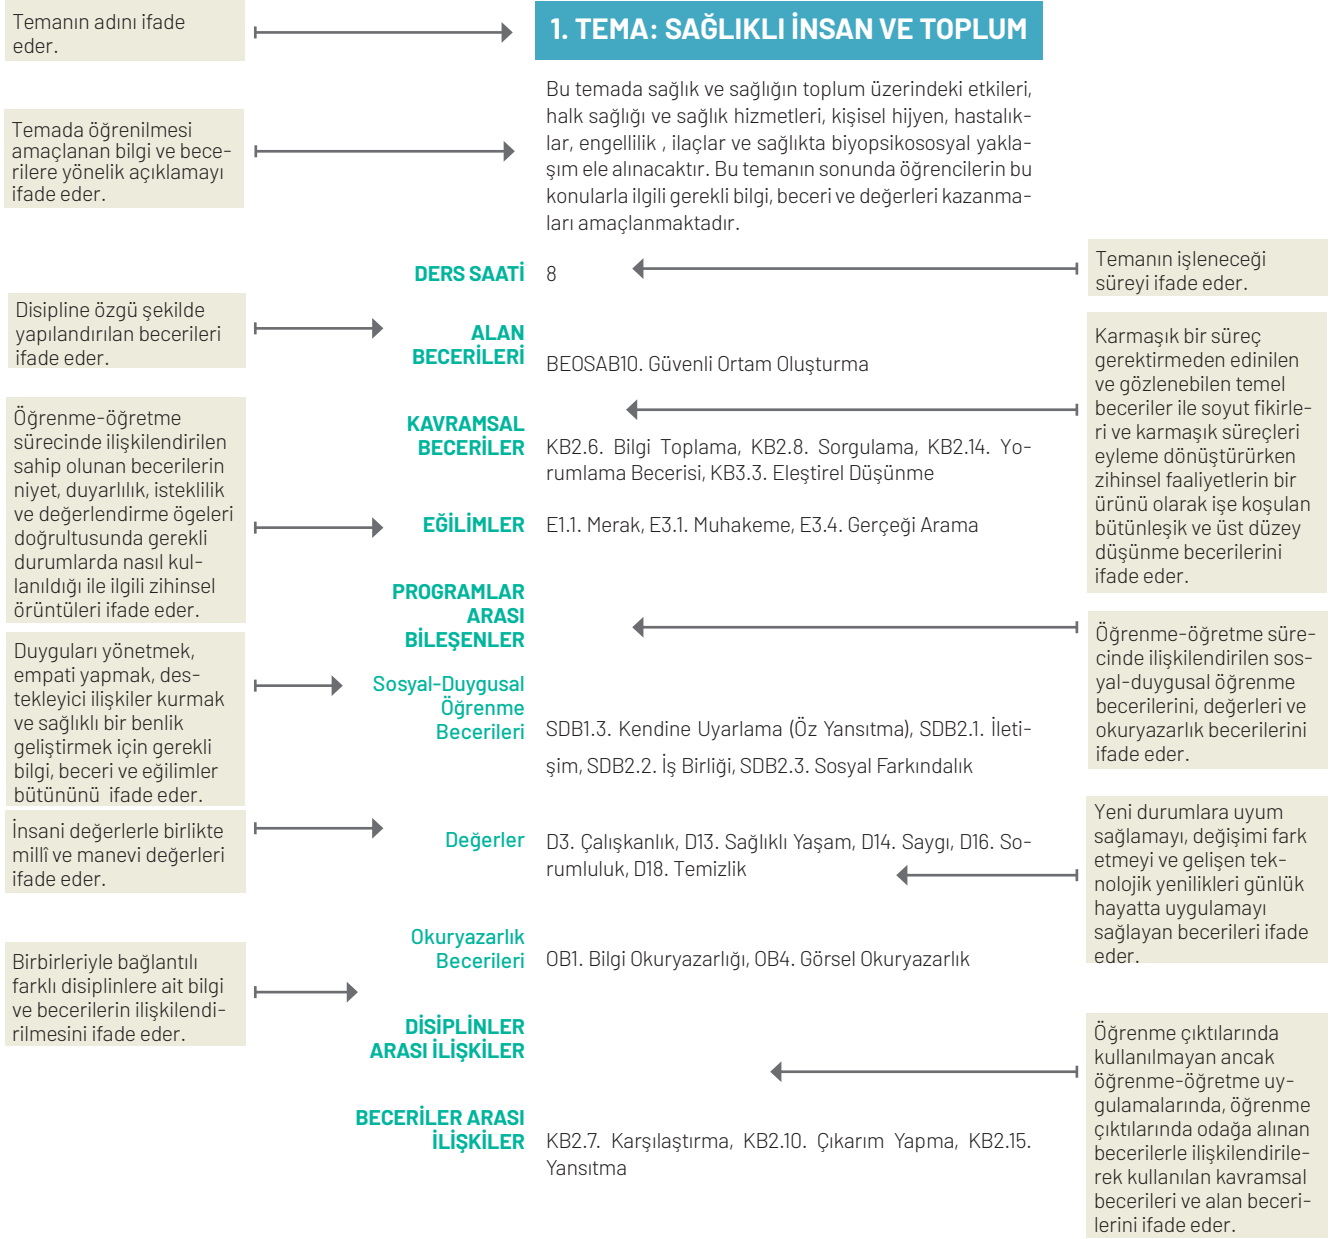 Temanın adını ifade
eder.
1. TEMA: SAĞLIKLI İNSAN VE TOPLUM
Temada öğrenilmesi
amaçlanan bilgi ve bece-
rilere yönelik açıklamayı
ifade eder.
Bu temada sağlık ve sağlığın toplum üzerindeki etkileri,
halk sağlığı ve sağlık hizmetleri, kişisel hijyen, hastalık-
lar, engellilik , ilaçlar ve sağlıkta biyopsikososyal yakla-
şım ele alınacaktır. Bu temanın sonunda öğrencilerin bu
konularla ilgili gerekli bilgi, beceri ve değerleri kazanma-
ları amaçlanmaktadır.
DERS SAATİ 8
Temanın işleneceği
süreyi ifade eder.
Disipline özgü şekilde
yapılandırılan becerileri
ifade eder.
ALAN
BECERİLERİ BEOSAB10. Güvenli Ortam Oluşturma
Karmaşık bir süreç
gerektirmeden edinilen
ve gözlenebilen temel
beceriler ile soyut fikirle-
ri ve karmaşık süreçleri
eyleme dönüştürürken
zihinsel faaliyetlerin bir
ürünü olarak işe koşulan
bütünleşik ve üst düzey
düşünme becerilerini
ifade eder.
KAVRAMSAL
BECERİLER KB2.6. Bilgi Toplama, KB2.8. Sorgulama, KB2.14. Yo-
rumlama Becerisi, KB3.3. Eleştirel Düşünme
Öğrenme-öğretme
sürecinde ilişkilendirilen
sahip olunan becerilerin
niyet, duyarlılık, isteklilik
ve değerlendirme ögeleri
doğrultusunda gerekli
durumlarda nasıl kul-
lanıldığı ile ilgili zihinsel
örüntüleri ifade eder.
EĞİLİMLER E1.1. Merak, E3.1. Muhakeme, E3.4. Gerçeği Arama
PROGRAMLAR
ARASI
BİLEŞENLER
Öğrenme-öğretme süre-
cinde ilişkilendirilen sos-
yal-duygusal öğrenme
becerilerini, değerleri ve
okuryazarlık becerilerini
ifade eder.
Duyguları yönetmek,
empati yapmak, des-
tekleyici ilişkiler kurmak
ve sağlıklı bir benlik
geliştirmek için gerekli
bilgi, beceri ve eğilimler
bütününü ifade eder.
Sosyal-Duygusal
Öğrenme
Becerileri SDB1.3. Kendine Uyarlama (Öz Yansıtma), SDB2.1. İleti-
şim, SDB2.2. İş Birliği, SDB2.3. Sosyal Farkındalık
İnsani değerlerle birlikte
millî ve manevi değerleri
ifade eder.
Değerler D3. Çalışkanlık, D13. Sağlıklı Yaşam, D14. Saygı, D16. So-
rumluluk, D18. Temizlik
Yeni durumlara uyum
sağlamayı, değişimi fark
etmeyi ve gelişen tek-
nolojik yenilikleri günlük
hayatta uygulamayı
sağlayan becerileri ifade
eder.
Okuryazarlık
Becerileri OB1. Bilgi Okuryazarlığı, OB4. Görsel Okuryazarlık
Birbirleriyle bağlantılı
farklı disiplinlere ait bilgi
ve becerilerin ilişkilendi-
rilmesini ifade eder.
DİSİPLİNLER
ARASI İLİŞKİLER
Öğrenme çıktılarında
kullanılmayan ancak
öğrenme-öğretme uy-
gulamalarında, öğrenme
çıktılarında odağa alınan
becerilerle ilişkilendirile-
rek kullanılan kavramsal
becerileri ve alan beceri-
lerini ifade eder.
BECERİLER ARASI
İLİŞKİLER KB2.7. Karşılaştırma, KB2.10. Çıkarım Yapma, KB2.15.
Yansıtma